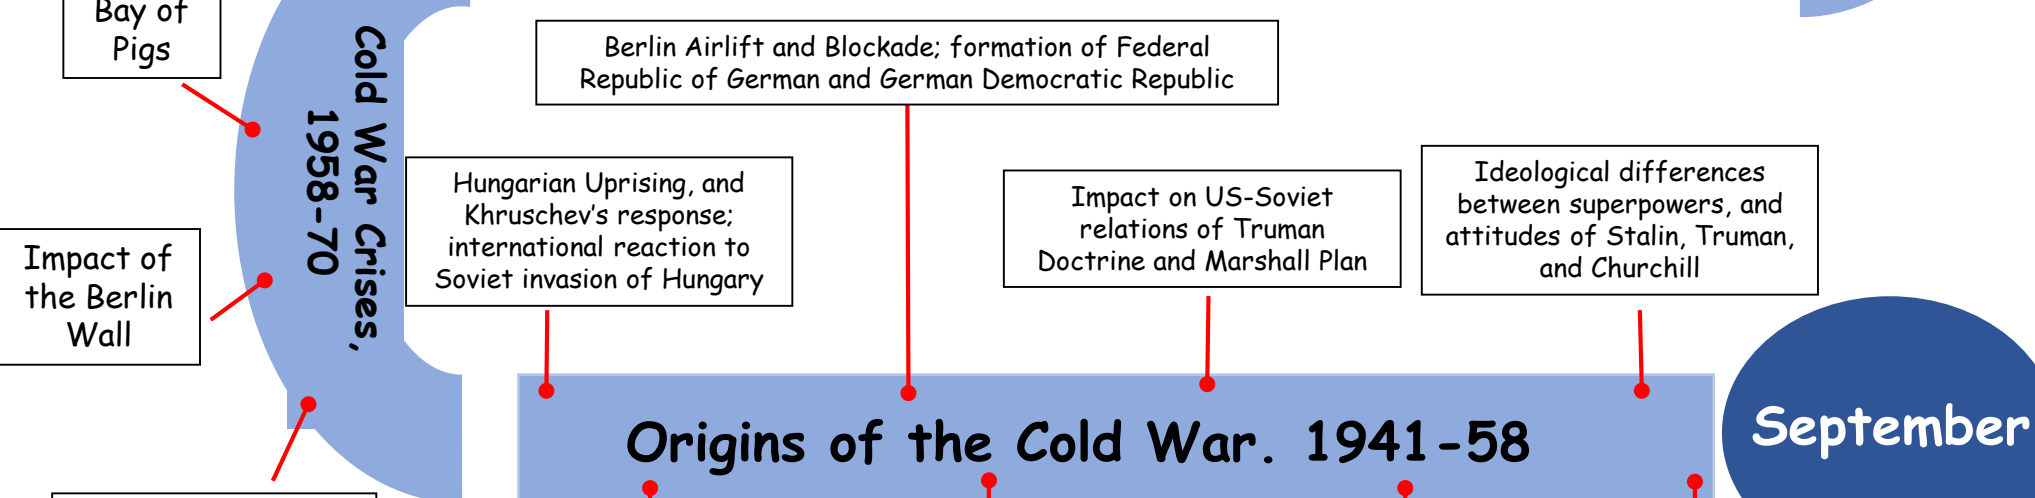 Bay of
Pigs
Cold War Crises,
1958-70
Impact of
the Berlin
Wall
Berlin Airlift and Blockade; formation of Federal
Republic of German and German Democratic Republic
Hungarian Uprising, and
Khruschev's response;
international reaction to
Soviet invasion of Hungary
Impact on US-Soviet
relations of Truman
Doctrine and Marshall Plan
Ideological differences
between superpowers, and
attitudes of Stalin, Truman,
and Churchill
Origins of the Cold War. 1941-58
September